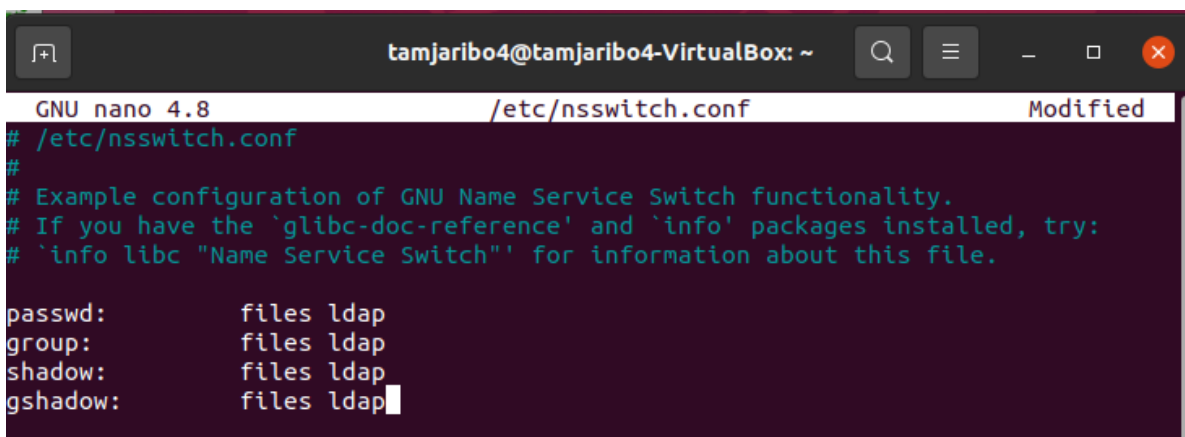 tamjaribo4@tamjaribo4-VirtualBox: ~
GNU nano 4.8 /etc/nsswitch.conf Modified
# /etc/nsswitch.conf
#
# Example configuration of GNU Name Service Switch functionality.
# If you have the `glibc-doc-reference' and `info' packages installed, try:
# `info libc "Name Service Switch"' for information about this file.
passwd: files ldap
group: files ldap
shadow: files ldap
gshadow: files ldap